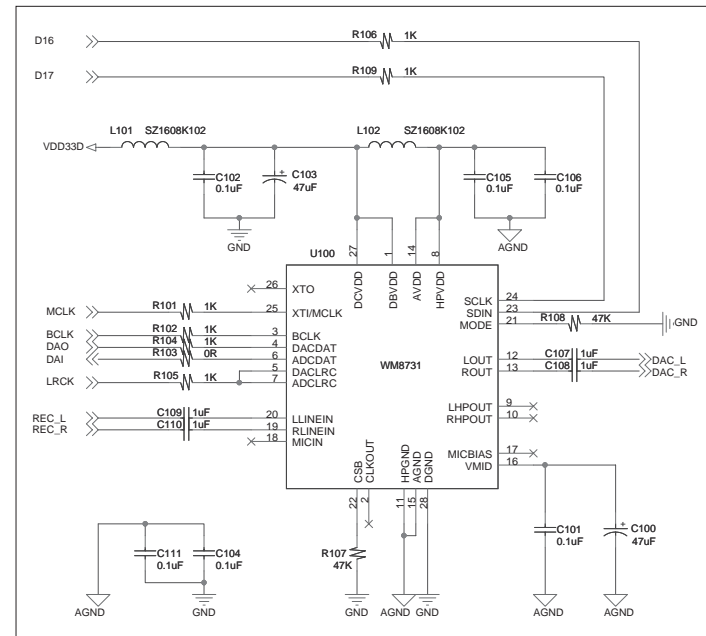 D16
R106 1K
D17
R109 1K
L101 SZ1608K102
L102 SZ1608K102
VDD33D
C102
0.1uF
C103
47uF
C105
0.1uF
C106
0.1uF
GND
AGND
U100
27
1
14
8
DCVDD
DBVDD
AVDD
HPVDD
26 XTO
MCLK R101 1K 25 XTI/MCLK
BCLK R102 1K 3 BCLK
DAO R104 1K 4 DACDAT
DAI R103 0R 6 ADCDAT
5 DACLRC
LRCK R105 1K 7 ADCLRC
REC_L C109 1uF 20 LLINEIN
REC_R C110 1uF 19 RLINEIN
18 MICIN
WM8731
SCLK 24
SDIN 23
MODE 21 R108 47K GND
LOUT 12 C107 1uF DAC_L
ROUT 13 C108 1uF DAC_R
LHPOUT 9
RHPOUT 10
MICBIAS 17
VMID 16
CSB
CLKOUT
HPGND
AGND
DGND
22
2
11
15
28
R107
47K
C111
0.1uF
C104
0.1uF
C101
0.1uF
C100
47uF
AGND
GND
GND
AGND
GND
AGND
AGND